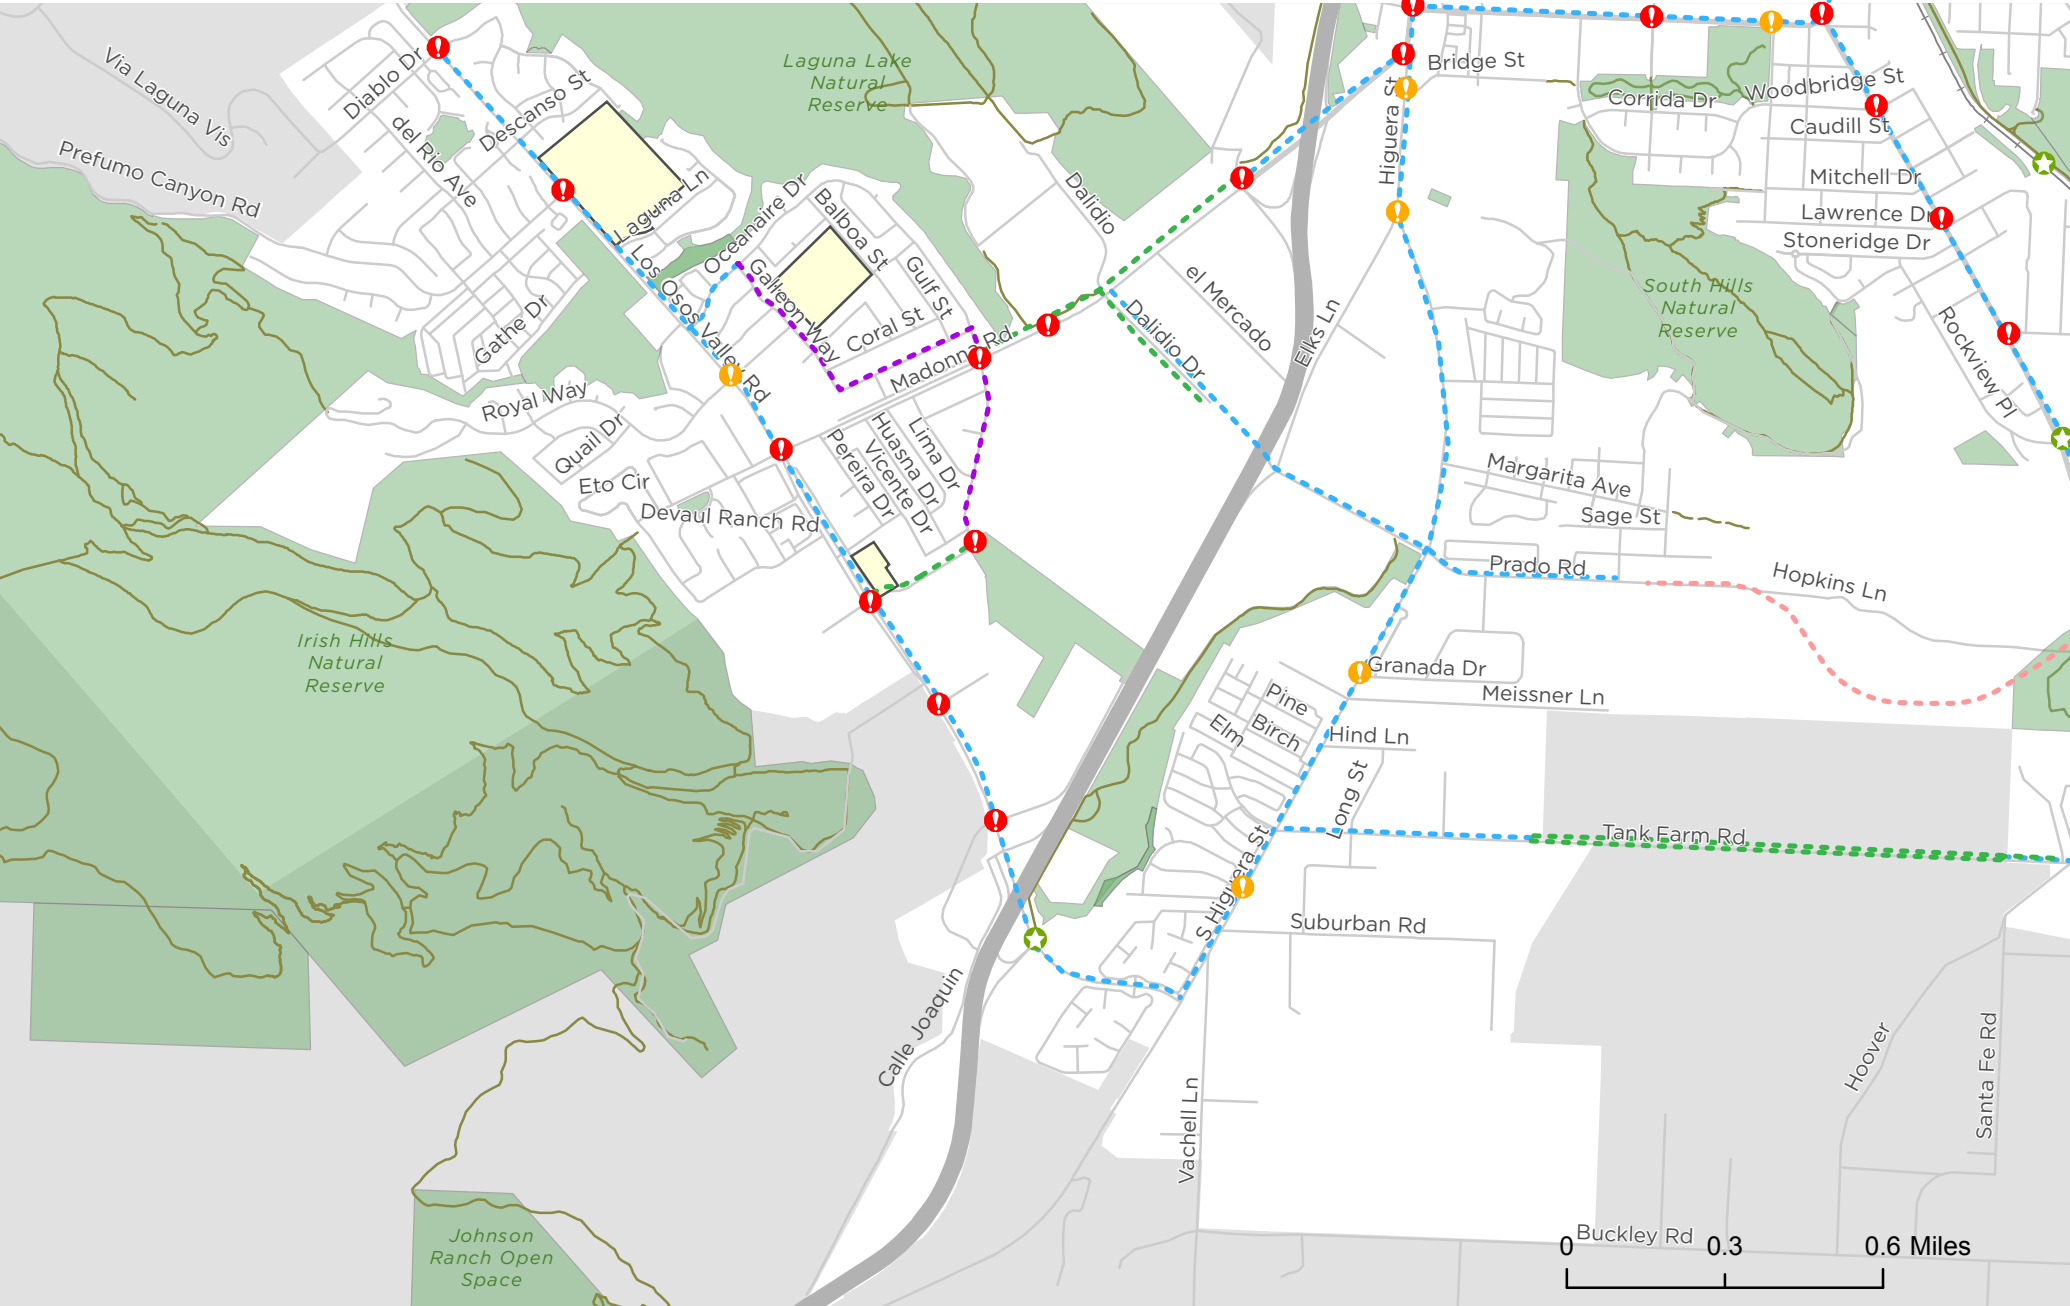 Via Laguna Vis
Diablo Dr
Descanso St
del Rio Ave
Prefumo Canyon Rd
Laguna Lake
Natural
Reserve
Bridge St
Woodbridge St
Corrida Dr
Caudill St
Mitchell Dr
Lawrence Dr
Stoneridge Dr
Higuera St
Dalidio
Laguna Ln
Oceanaire Dr
Balboa St
Gulf St
Galleon Way
Coral St
Los Osos Valley Rd
Madonna Rd
Dalidio Dr
el Mercado
Elks Ln
South Hills
Natural
Reserve
Rockview Pl
Gathe Dr
Royal Way
Quail Dr
Eto Cir
Devaul Ranch Rd
Pereira Dr
Vicente Dr
Huasna Dr
Lima Dr
Margarita Ave
Sage St
Prado Rd
Hopkins Ln
Irish Hills
Natural
Reserve
Granada Dr
Meissner Ln
Pine
Birch
Elm
Hind Ln
Long St
Tank Farm Rd
S Higuera St
Suburban Rd
Calle Joaquin
Vachell Ln
Hoover
Santa Fe Rd
Buckley Rd
Johnson
Ranch Open
Space
0 0.3 0.6 Miles